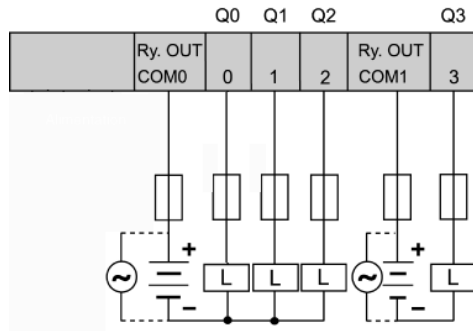 Q0 Q1 Q2 Q3
Ry. OUT Ry. OUT
COM0 0 1 2 COM1 3
+ +
~ L L L ~ L
− −